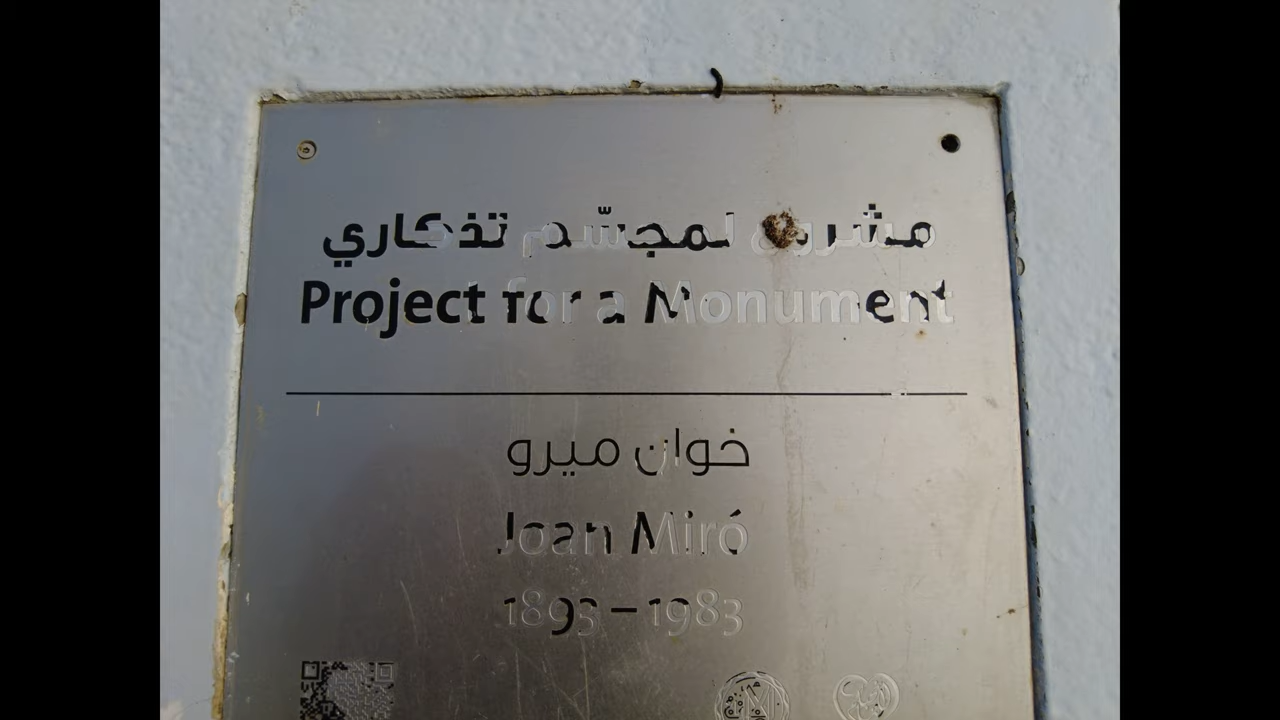 مشروع لمجسّم تذكاري
Project for a Monument
خوان ميرو
Joan Miró
1893 – 1983